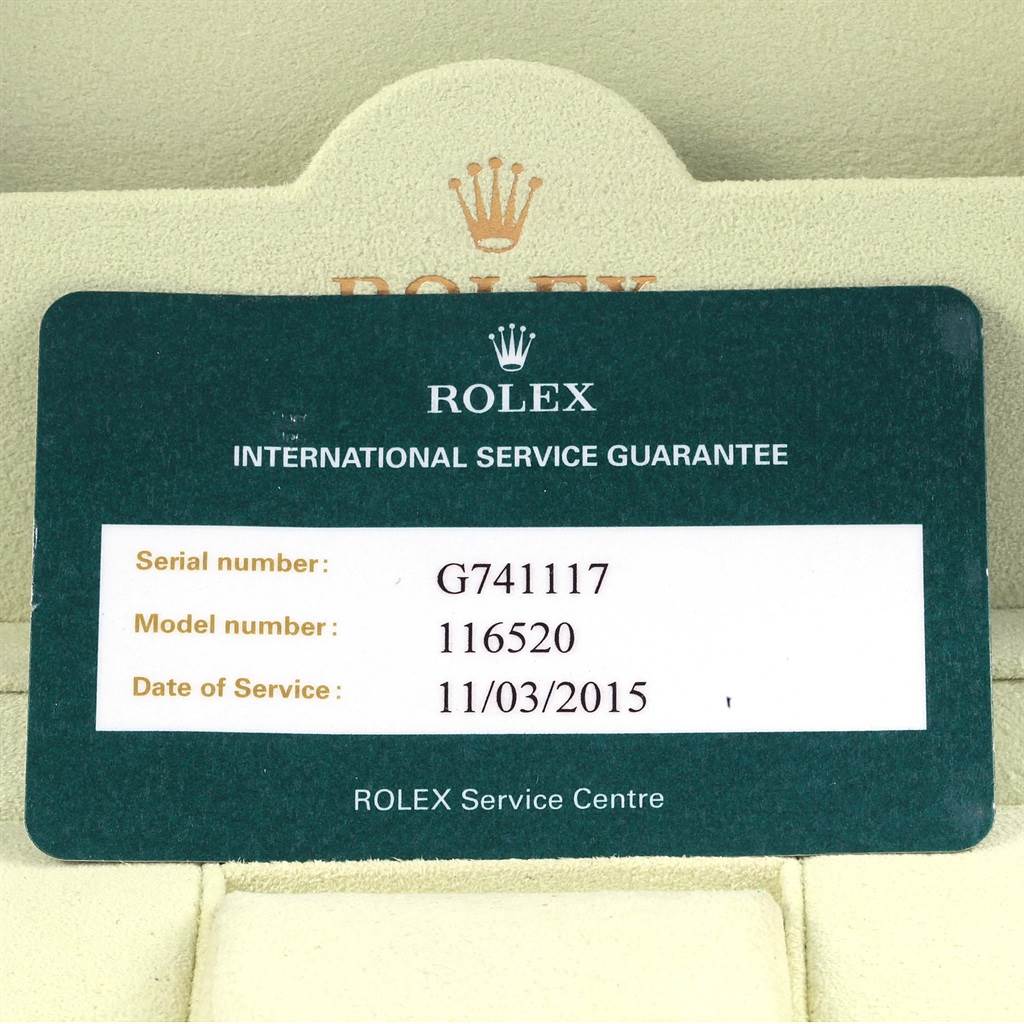 ROLEX
ROLEX
INTERNATIONAL SERVICE GUARANTEE
Serial number: G741117
Model number: 116520
Date of Service: 11/03/2015
ROLEX Service Centre